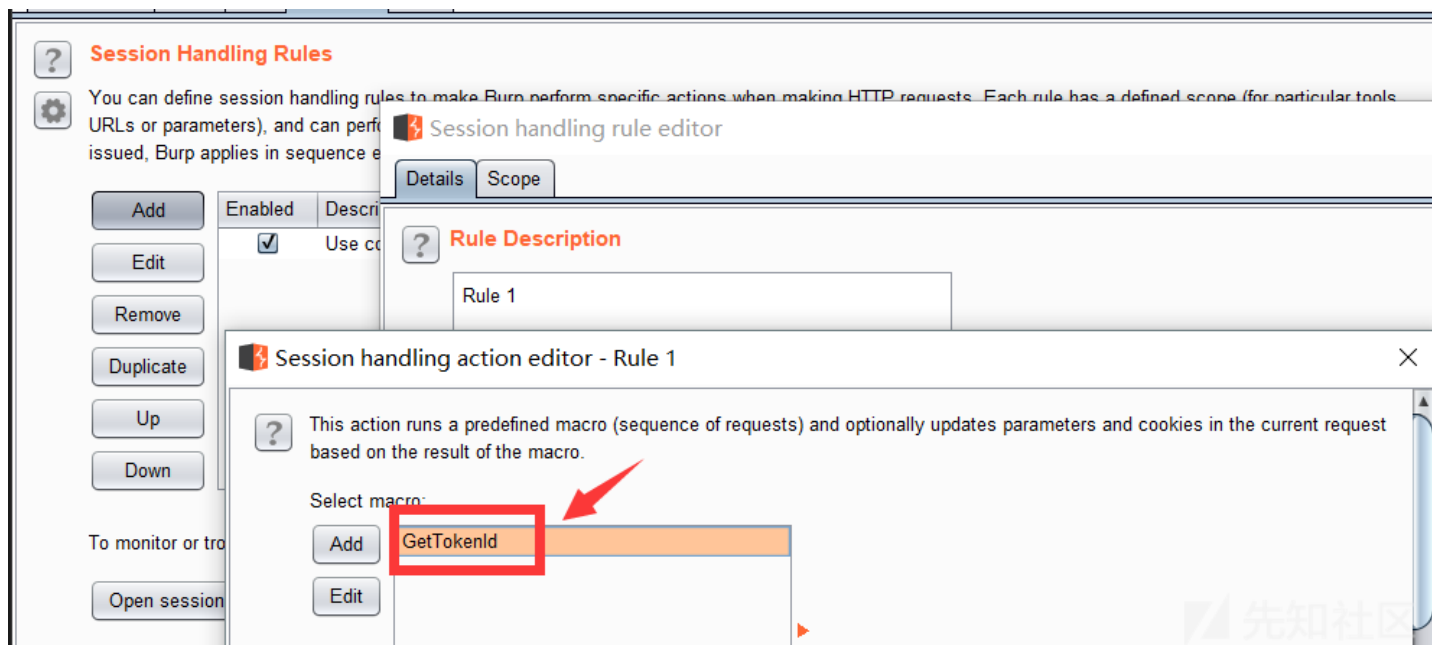 Session Handling Rules
You can define session handling rules to make Burp perform specific actions when making HTTP requests. Each rule has a defined scope (for particular tools
URLs or parameters), and can perfo
issued, Burp applies in sequence e
Session handling rule editor
Details Scope
Add
Edit
Remove
Duplicate
Up
Down
Enabled Descri
Use co
Rule Description
Rule 1
Session handling action editor - Rule 1
This action runs a predefined macro (sequence of requests) and optionally updates parameters and cookies in the current request
based on the result of the macro.
Select macro:
Add
GetTokenId
Edit
To monitor or tro
Open session
先知社区